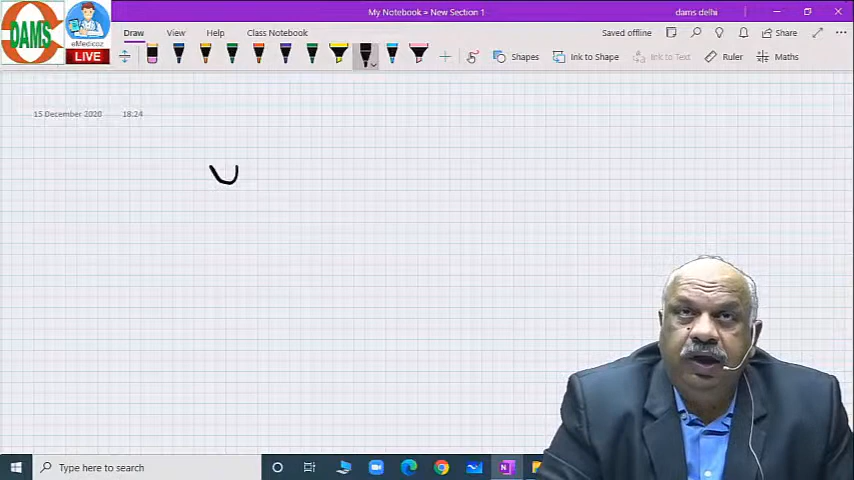 My Notebook » New Section 1
dams delhi
DAMS
eMedicoz
LIVE
Draw View Help Class Notebook
Saved offline
Share
Shapes
Ink to Shape
Ink to Text
Ruler
Maths
15 December 2020 18:24
Type here to search